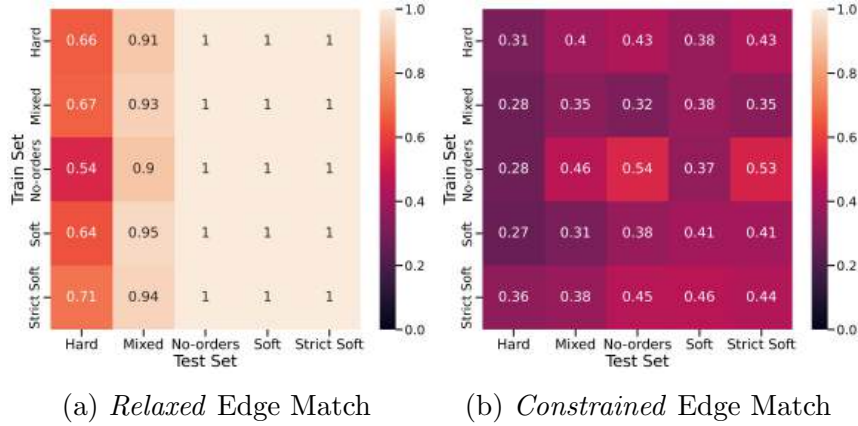 Train Set
Hard
0.66 0.91 1 1 1
Mixed
0.67 0.93 1 1 1
No-orders
0.54 0.9 1 1 1
Soft
0.64 0.95 1 1 1
Strict Soft
0.71 0.94 1 1 1
Hard Mixed No-orders Soft Strict Soft
Test Set
1.0
0.8
0.6
0.4
0.2
0.0
(a) Relaxed Edge Match
Train Set
Hard
0.31 0.4 0.43 0.38 0.43
Mixed
0.28 0.35 0.32 0.38 0.35
No-orders
0.28 0.46 0.54 0.37 0.53
Soft
0.27 0.31 0.38 0.41 0.41
Strict Soft
0.36 0.38 0.45 0.46 0.44
Hard Mixed No-orders Soft Strict Soft
Test Set
1.0
0.8
0.6
0.4
0.2
0.0
(b) Constrained Edge Match